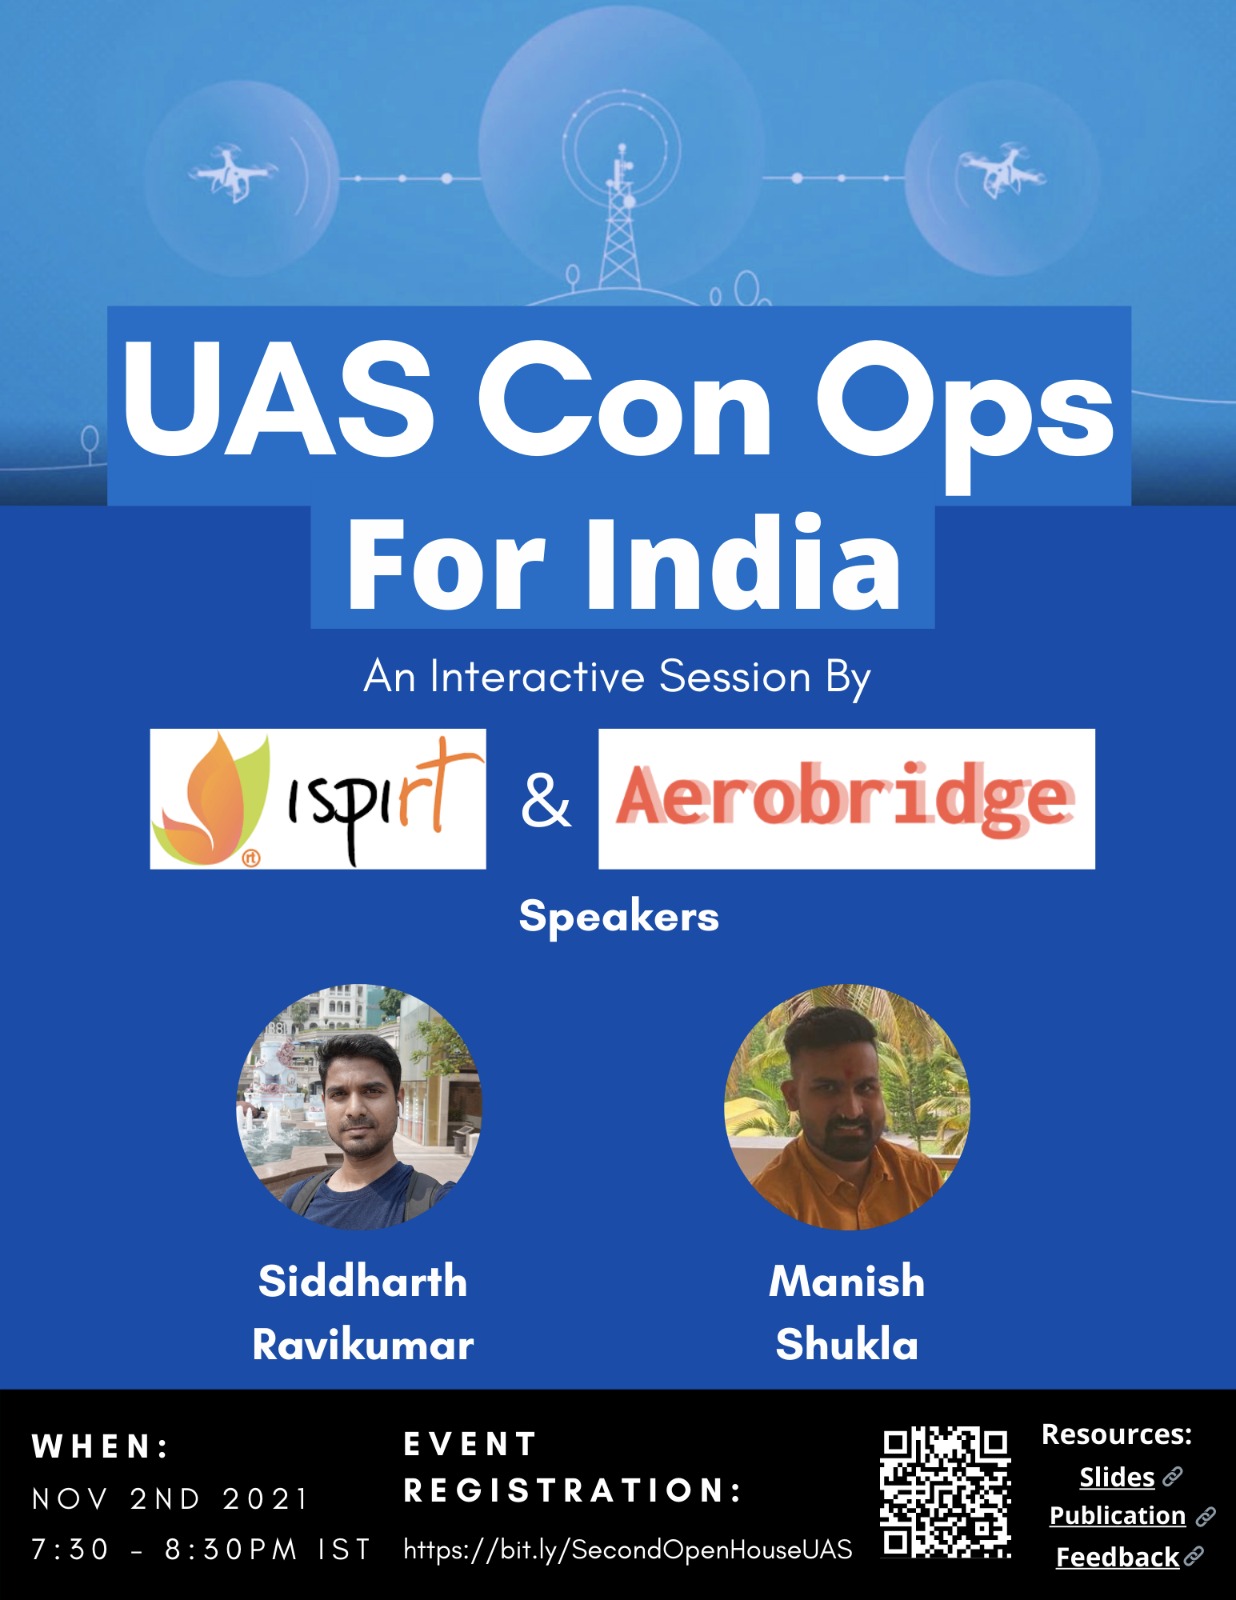 UAS Con Ops
For India
An Interactive Session By
ıspırt
®
&
Aerobridge
Speakers
Siddharth
Ravikumar
Manish
Shukla
WHEN:
NOV 2ND 2021
7:30 - 8:30PM IST
EVENT
REGISTRATION:
https://bit.ly/SecondOpenHouseUAS
Resources:
Slides
Publication
Feedback